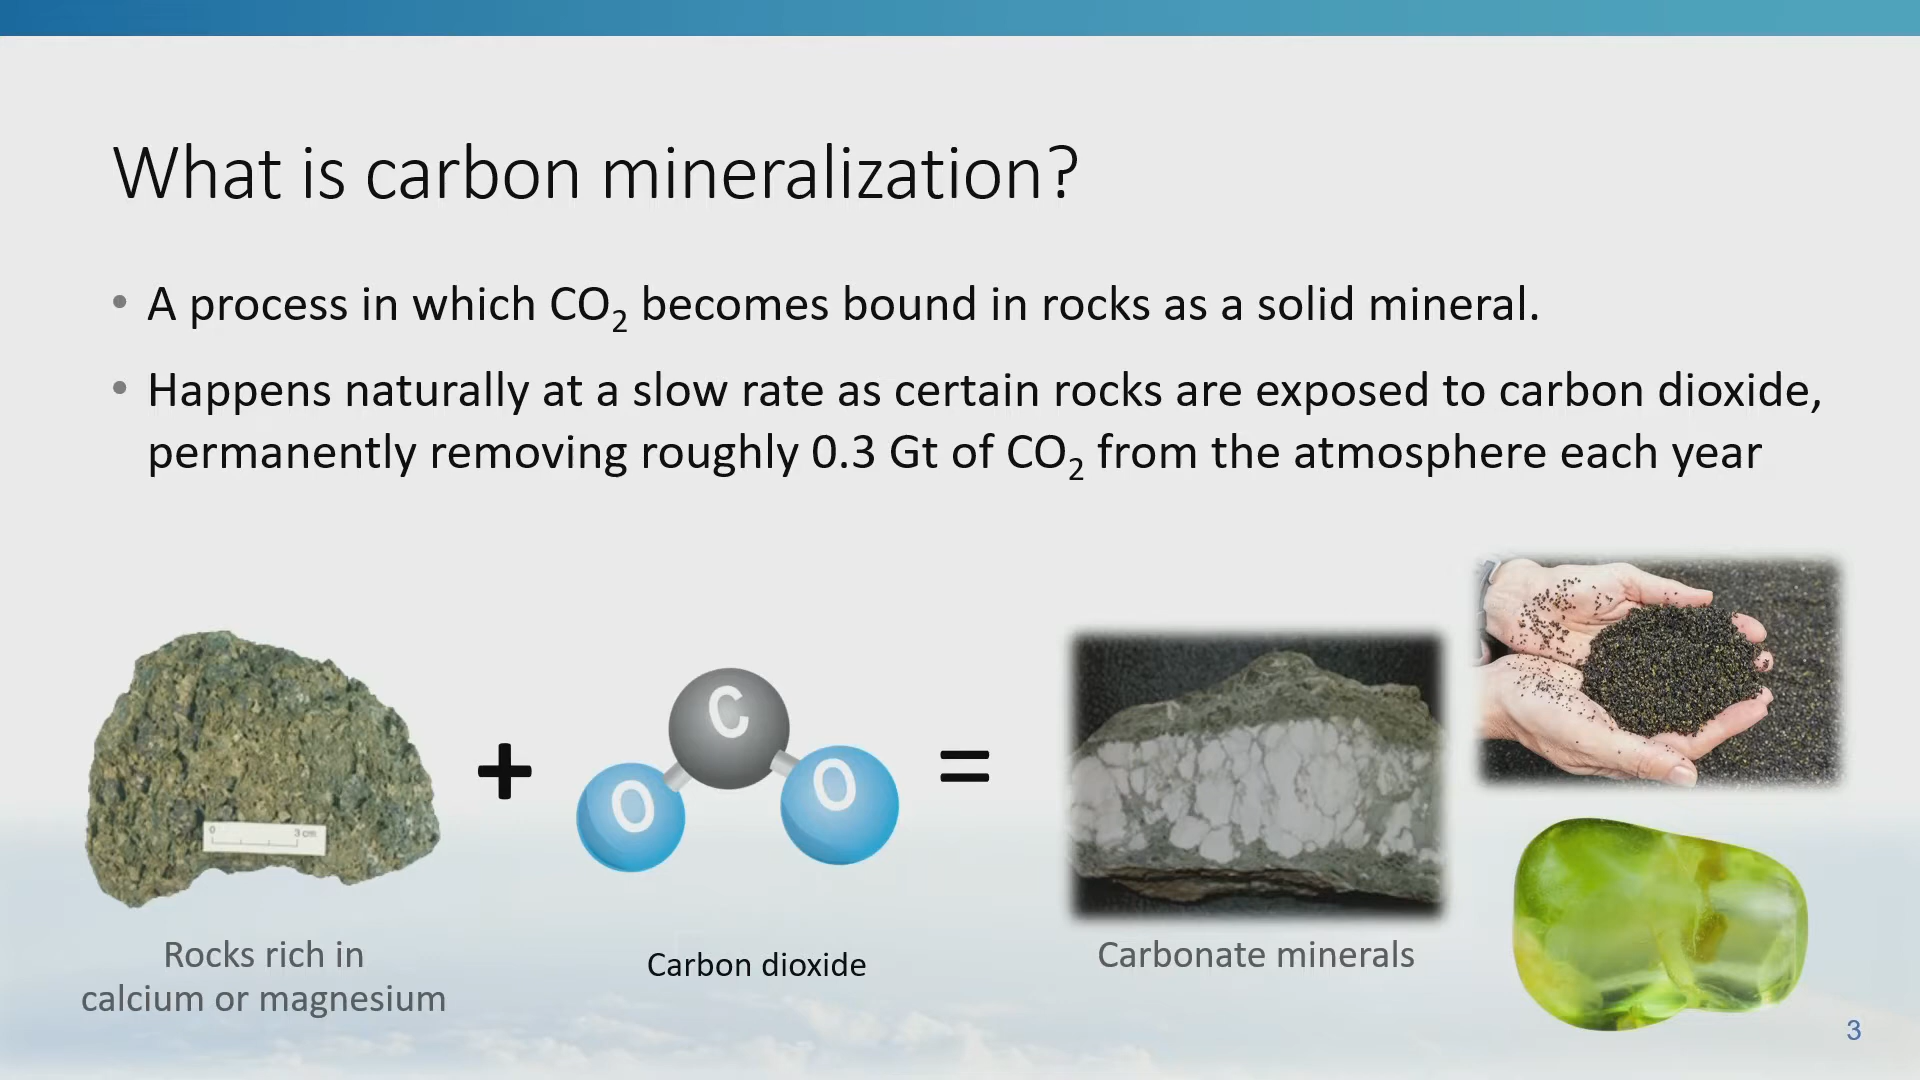 What is carbon mineralization?
• A process in which CO₂ becomes bound in rocks as a solid mineral.
• Happens naturally at a slow rate as certain rocks are exposed to carbon dioxide,
permanently removing roughly 0.3 Gt of CO₂ from the atmosphere each year
0 3 cm
+
C
O
O
=
Rocks rich in
calcium or magnesium
Carbon dioxide
Carbonate minerals
3